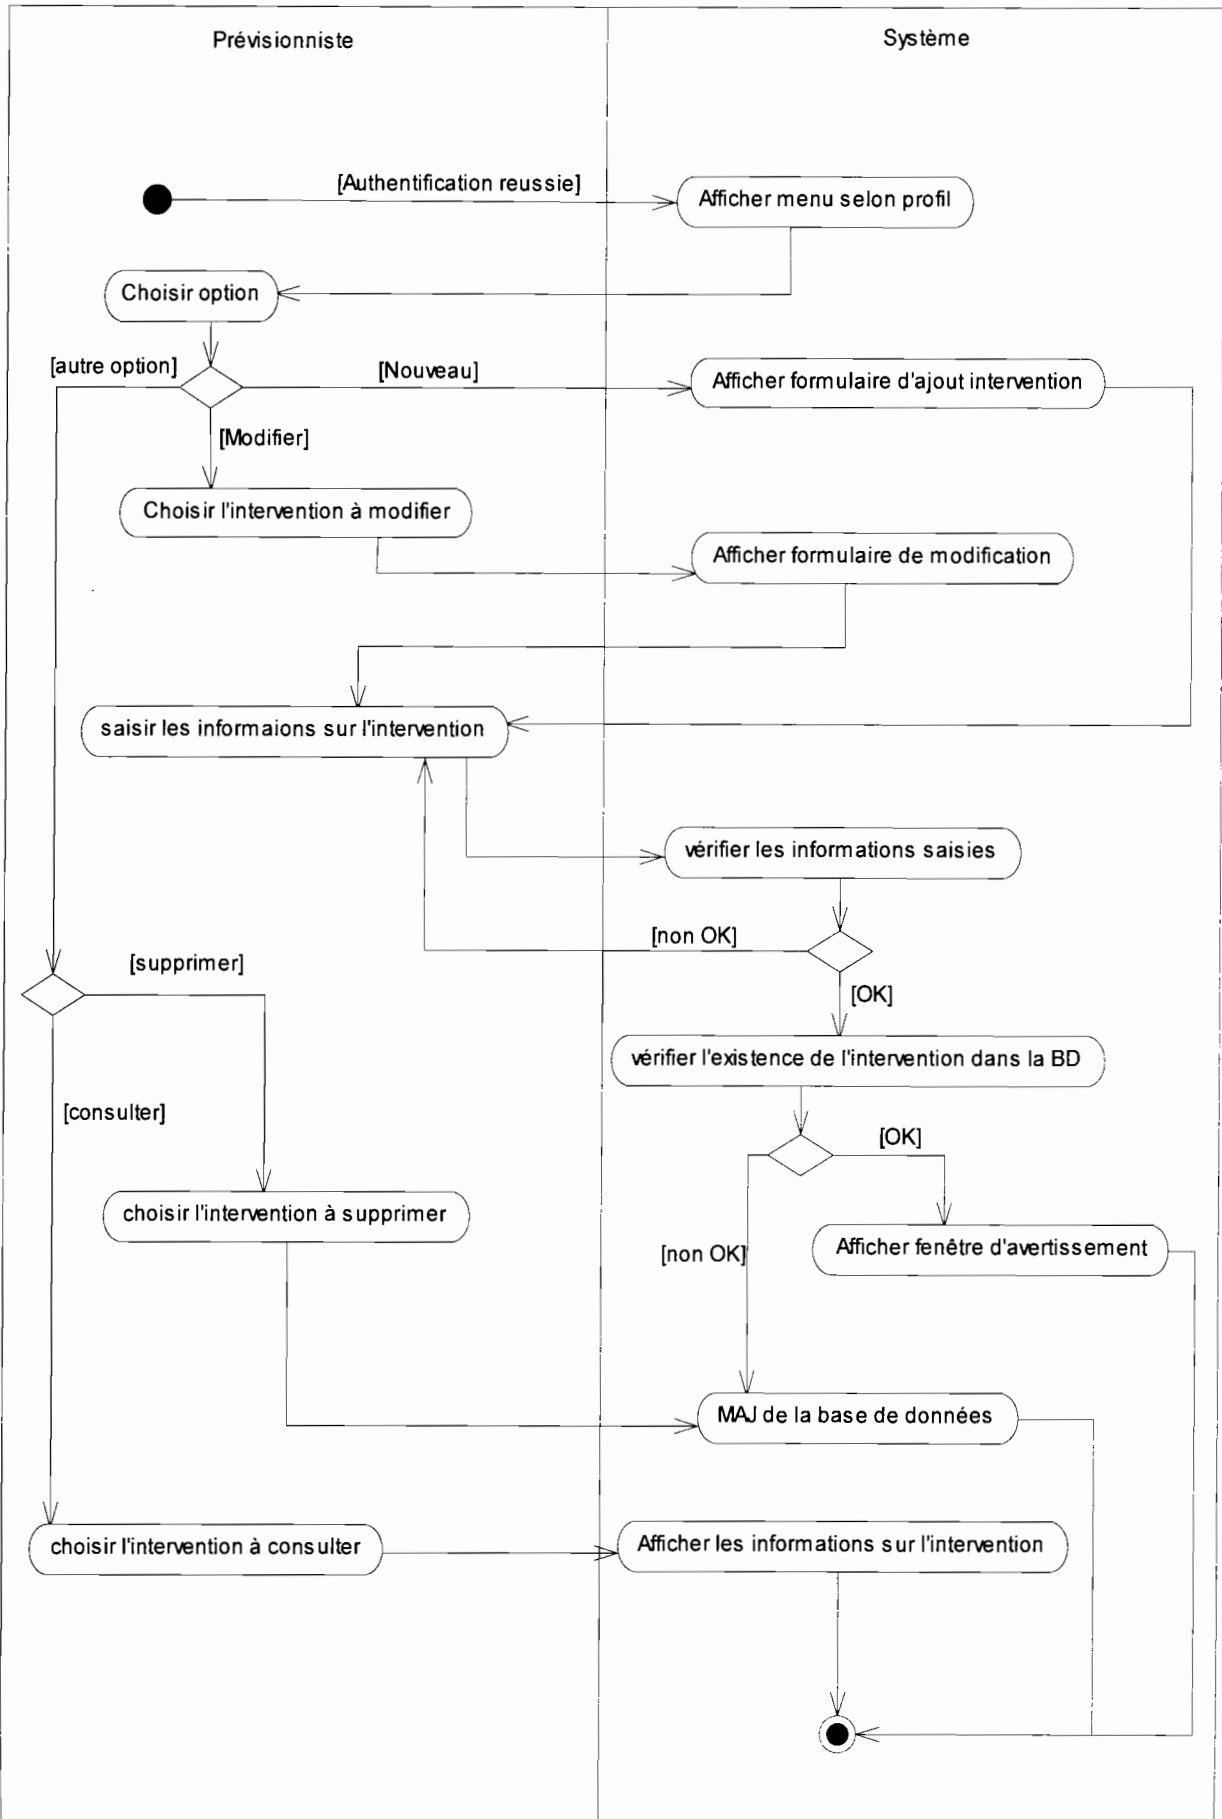 Prévisionniste
Système
[Authentification reussie]
Afficher menu selon profil
Choisir option
[autre option]
[Nouveau]
Afficher formulaire d'ajout intervention
[Modifier]
Choisir l'intervention à modifier
Afficher formulaire de modification
saisir les informaions sur l'intervention
vérifier les informations saisies
[non OK]
[supprimer]
[OK]
vérifier l'existence de l'intervention dans la BD
[consulter]
[OK]
choisir l'intervention à supprimer
Afficher fenêtre d'avertissement
[non OK]
MAJ de la base de données
choisir l'intervention à consulter
Afficher les informations sur l'intervention